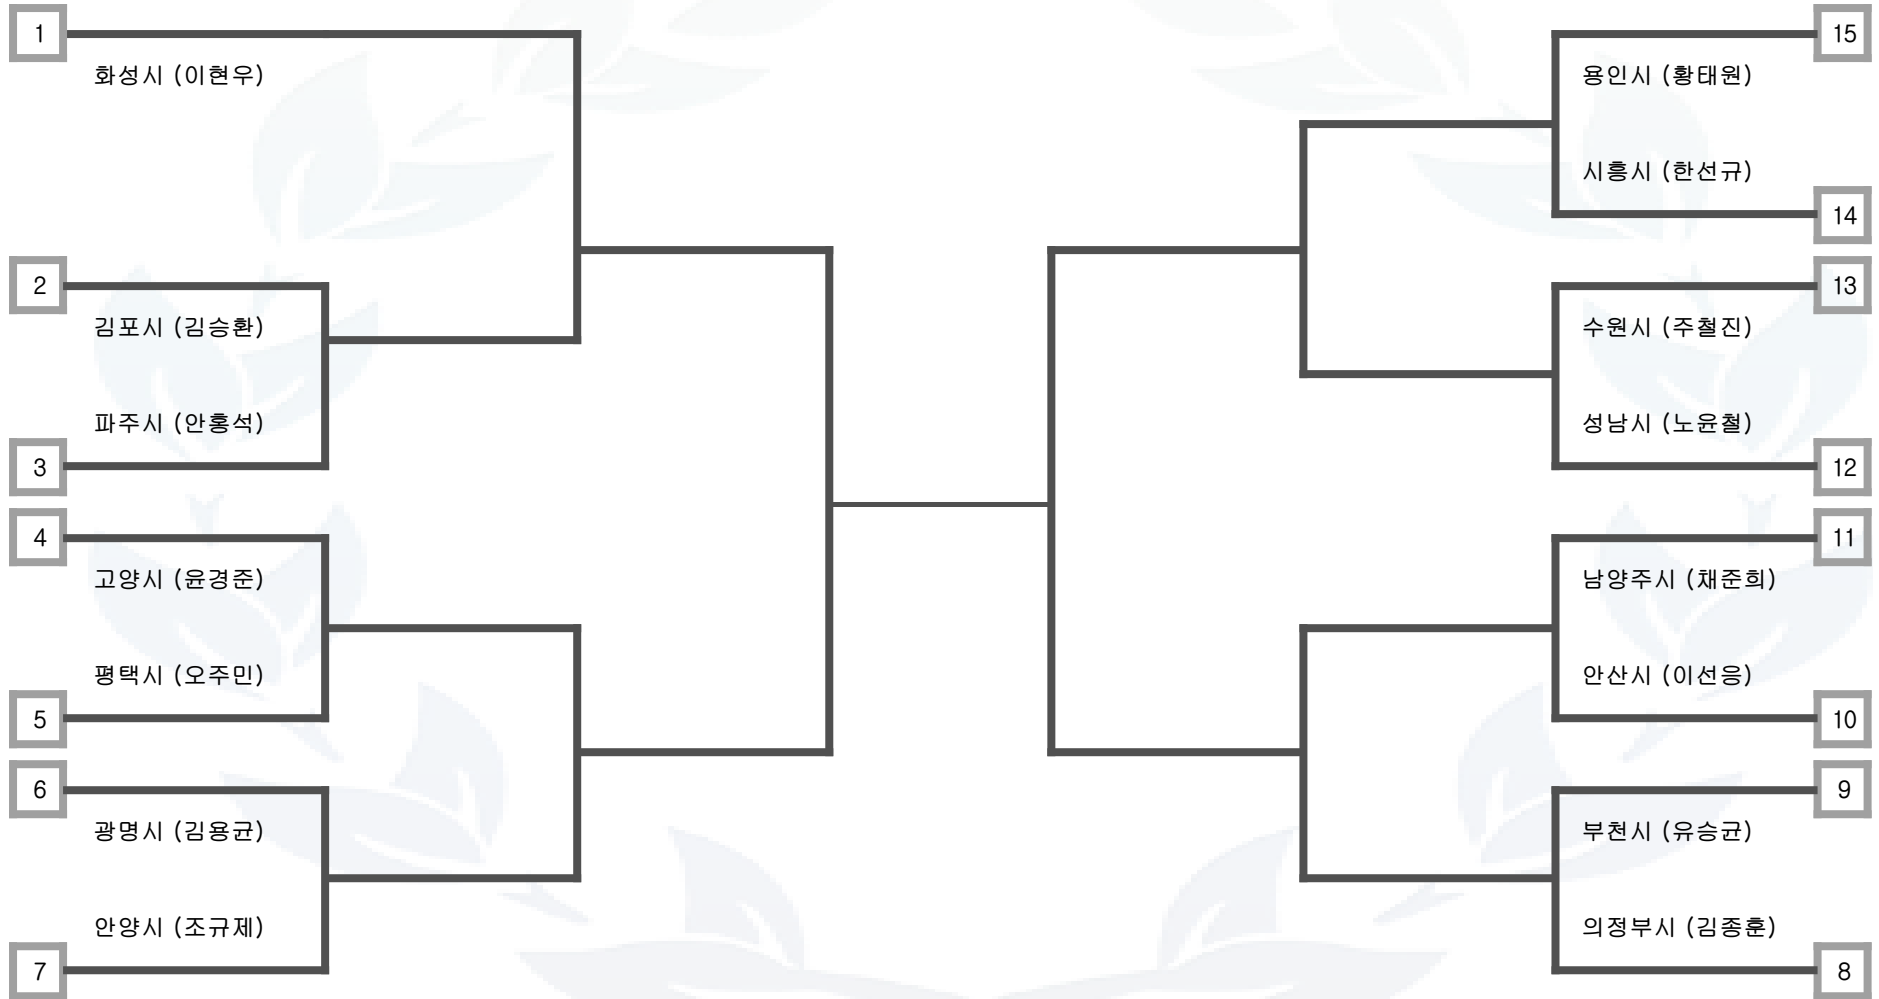 1
화성시 (이현우)
2
김포시 (김승환)
파주시 (안홍석)
3
4
고양시 (윤경준)
평택시 (오주민)
5
6
광명시 (김용균)
안양시 (조규제)
7
15
용인시 (황태원)
시흥시 (한선규)
14
13
수원시 (주철진)
성남시 (노윤철)
12
11
남양주시 (채준희)
안산시 (이선응)
10
9
부천시 (유승균)
의정부시 (김종훈)
8